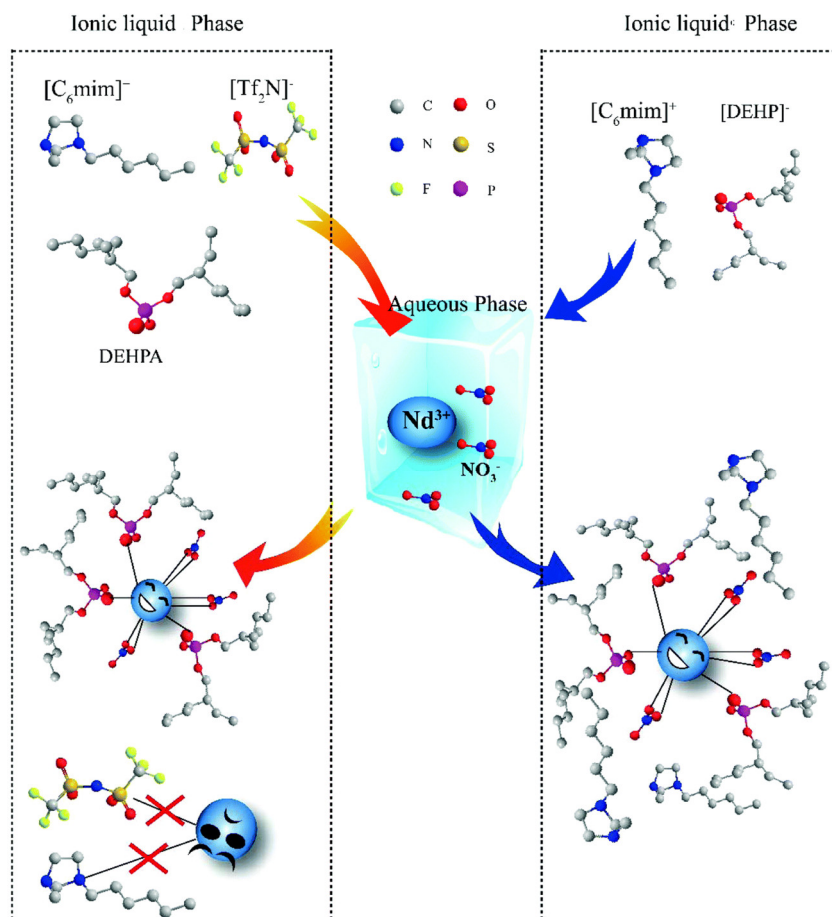 Ionic liquid Phase
Ionic liquid Phase
[C₆mim]⁻
[Tf₂N]⁻
DEHPA
C
O
N
S
F
P
[C₆mim]⁺
[DEHP]⁻
Aqueous Phase
Nd³⁺
NO₃⁻